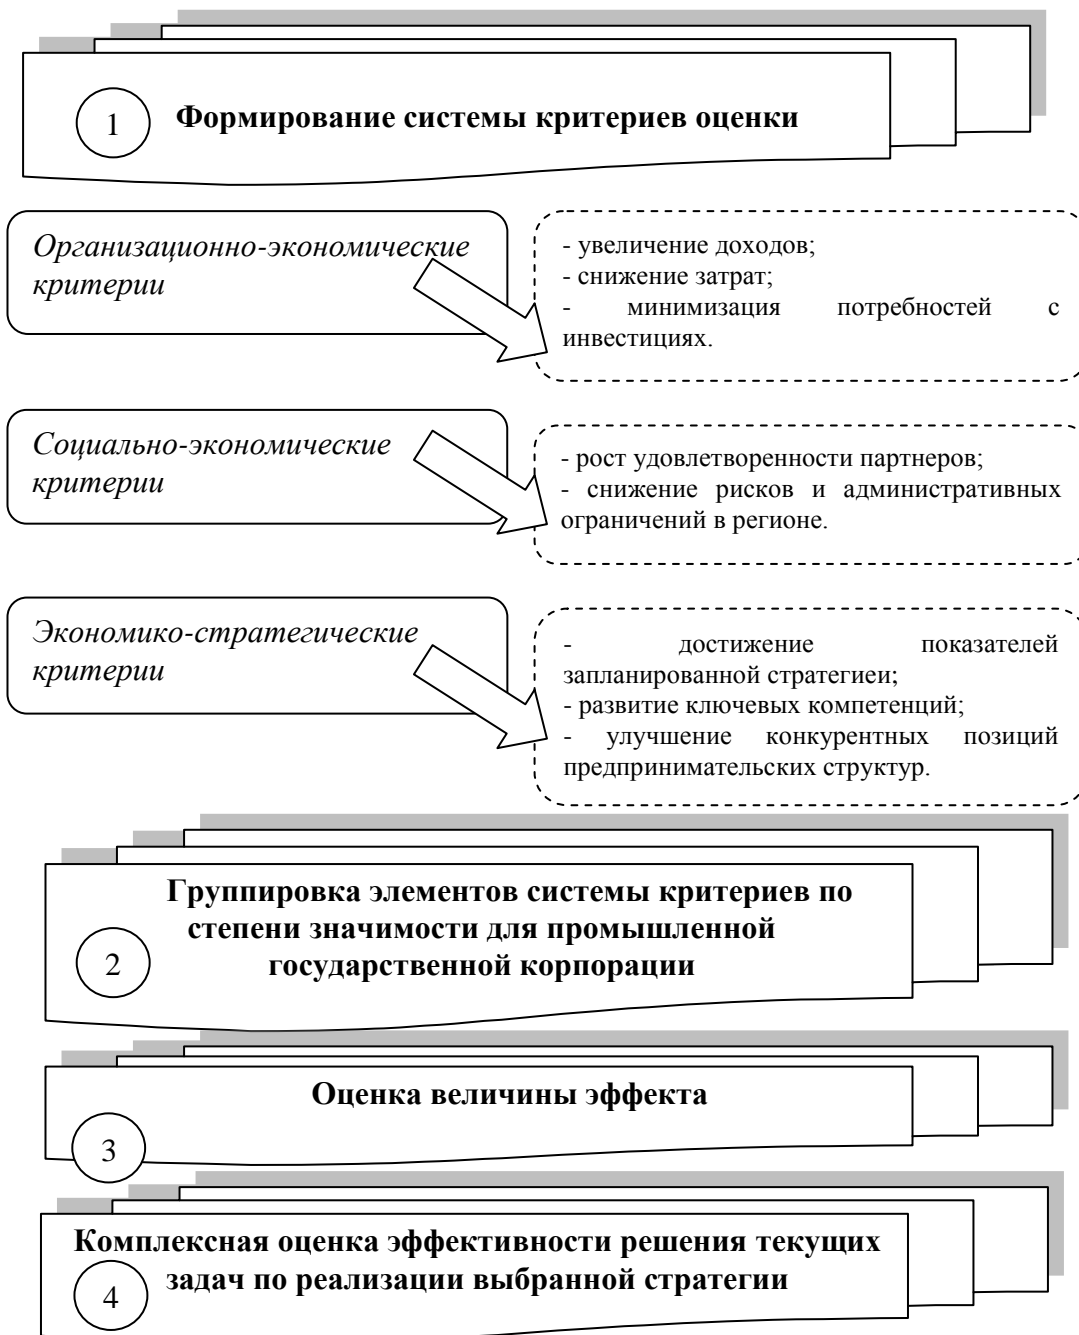 1 Формирование системы критериев оценки
Организационно-экономические
критерии
- увеличение доходов;
- снижение затрат;
- минимизация потребностей с
инвестициях.
Социально-экономические
критерии
- рост удовлетворенности партнеров;
- снижение рисков и административных
ограничений в регионе.
Экономико-стратегические
критерии
- достижение показателей
запланированной стратегиеи;
- развитие ключевых компетенций;
- улучшение конкурентных позиций
предпринимательских структур.
Группировка элементов системы критериев по
степени значимости для промышленной
2 государственной корпорации
Оценка величины эффекта
3
Комплексная оценка эффективности решения текущих
4 задач по реализации выбранной стратегии